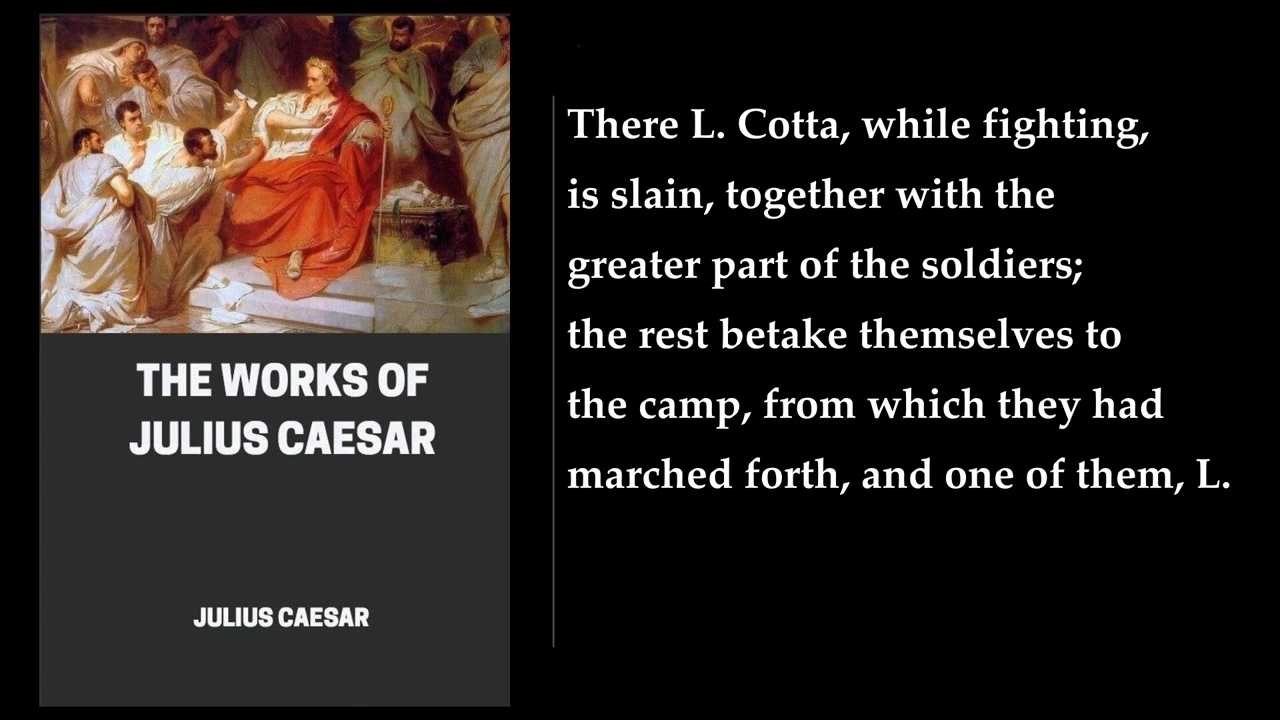 THE WORKS OF
JULIUS CAESAR
JULIUS CAESAR
There L. Cotta, while fighting,
is slain, together with the
greater part of the soldiers;
the rest betake themselves to
the camp, from which they had
marched forth, and one of them, L.